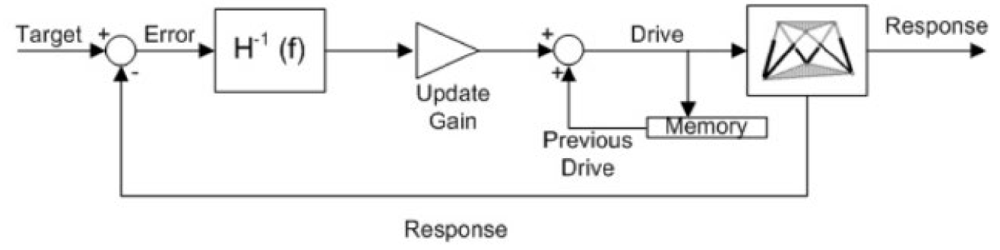 Target
+
-
Error
H⁻¹ (f)
Update
Gain
+
+
Drive
Memory
Previous
Drive
Response
Response